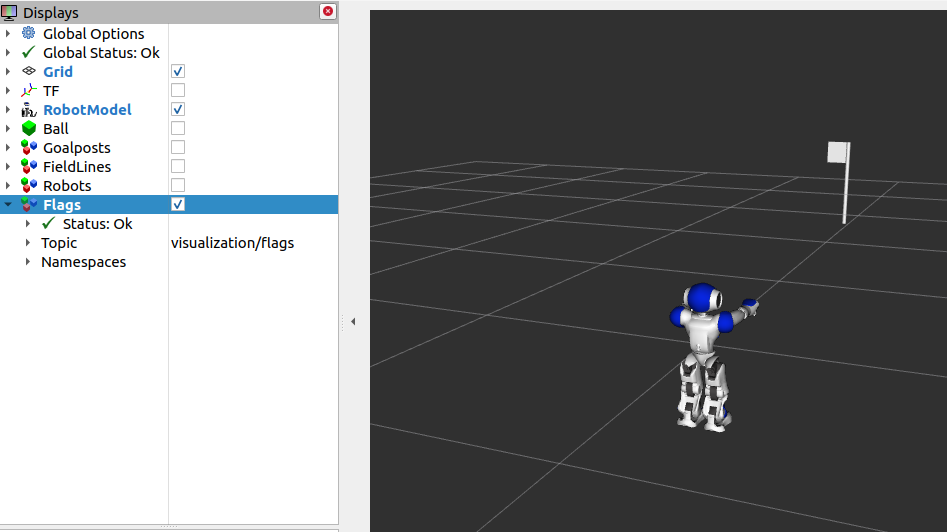 Displays
Global Options
Global Status: Ok
Grid
TF
RobotModel
Ball
Goalposts
FieldLines
Robots
Flags
Status: Ok
Topic visualization/flags
Namespaces